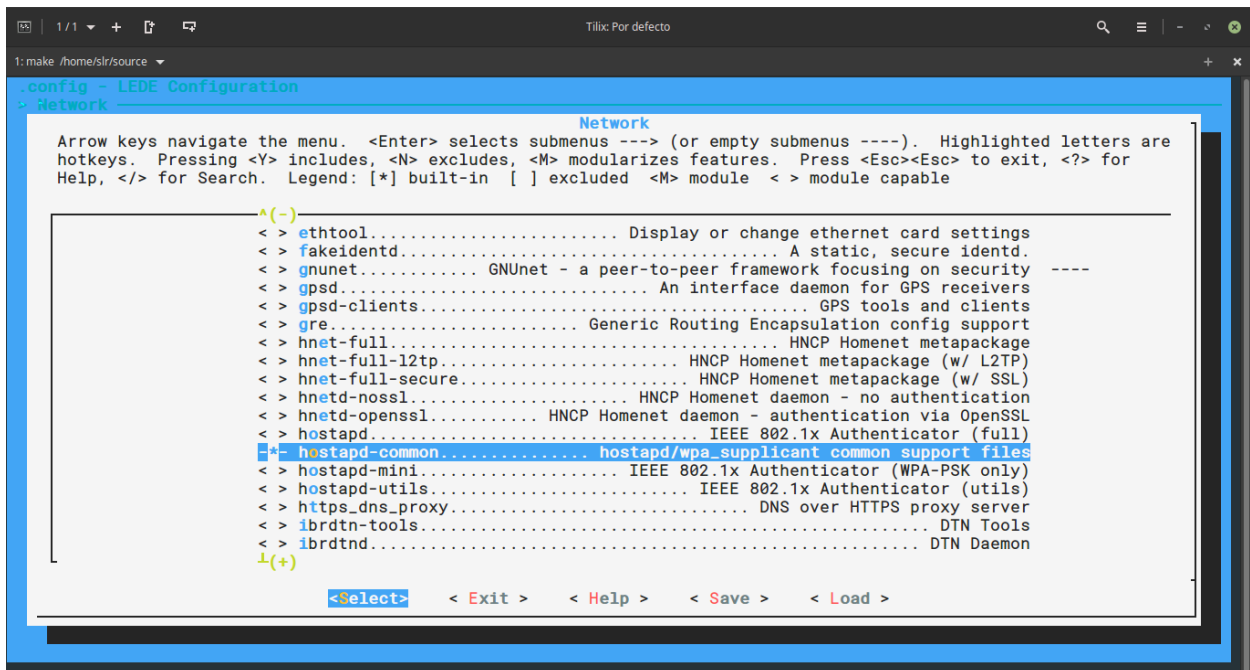 1/1
Tilix: Por defecto
1: make /home/slr/source
.config - LEDE Configuration
> Network
Network
Arrow keys navigate the menu.  <Enter> selects submenus ---> (or empty submenus ----).  Highlighted letters are
hotkeys.  Pressing <Y> includes, <N> excludes, <M> modularizes features.  Press <Esc><Esc> to exit, <?> for
Help, </> for Search.  Legend: [*] built-in  [ ] excluded  <M> module  < > module capable
^(-)
< > ethtool......................... Display or change ethernet card settings
< > fakeidentd...................................... A static, secure identd.
< > gnunet............ GNUnet - a peer-to-peer framework focusing on security  ----
< > gpsd............................... An interface daemon for GPS receivers
< > gpsd-clients....................................... GPS tools and clients
< > gre......................... Generic Routing Encapsulation config support
< > hnet-full....................................... HNCP Homenet metapackage
< > hnet-full-l2tp........................ HNCP Homenet metapackage (w/ L2TP)
< > hnet-full-secure....................... HNCP Homenet metapackage (w/ SSL)
< > hnetd-nossl...................... HNCP Homenet daemon - no authentication
< > hnetd-openssl........... HNCP Homenet daemon - authentication via OpenSSL
< > hostapd................................. IEEE 802.1x Authenticator (full)
-*- hostapd-common............... hostapd/wpa_supplicant common support files
< > hostapd-mini.................... IEEE 802.1x Authenticator (WPA-PSK only)
< > hostapd-utils.......................... IEEE 802.1x Authenticator (utils)
< > https_dns_proxy.............................. DNS over HTTPS proxy server
< > ibrdtn-tools................................................... DTN Tools
< > ibrdtnd....................................................... DTN Daemon
┴(+)
<Select>    < Exit >    < Help >    < Save >    < Load >